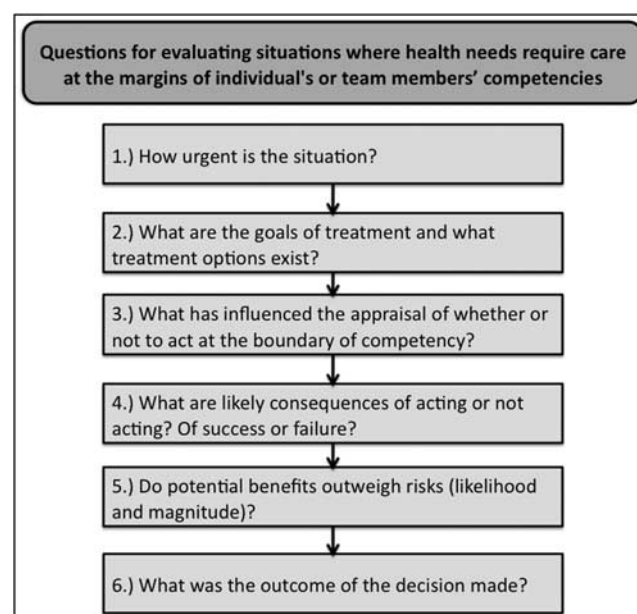 Questions for evaluating situations where health needs require care
at the margins of individual's or team members’ competencies
1.) How urgent is the situation?
2.) What are the goals of treatment and what
treatment options exist?
3.) What has influenced the appraisal of whether or
not to act at the boundary of competency?
4.) What are likely consequences of acting or not
acting? Of success or failure?
5.) Do potential benefits outweigh risks (likelihood
and magnitude)?
6.) What was the outcome of the decision made?